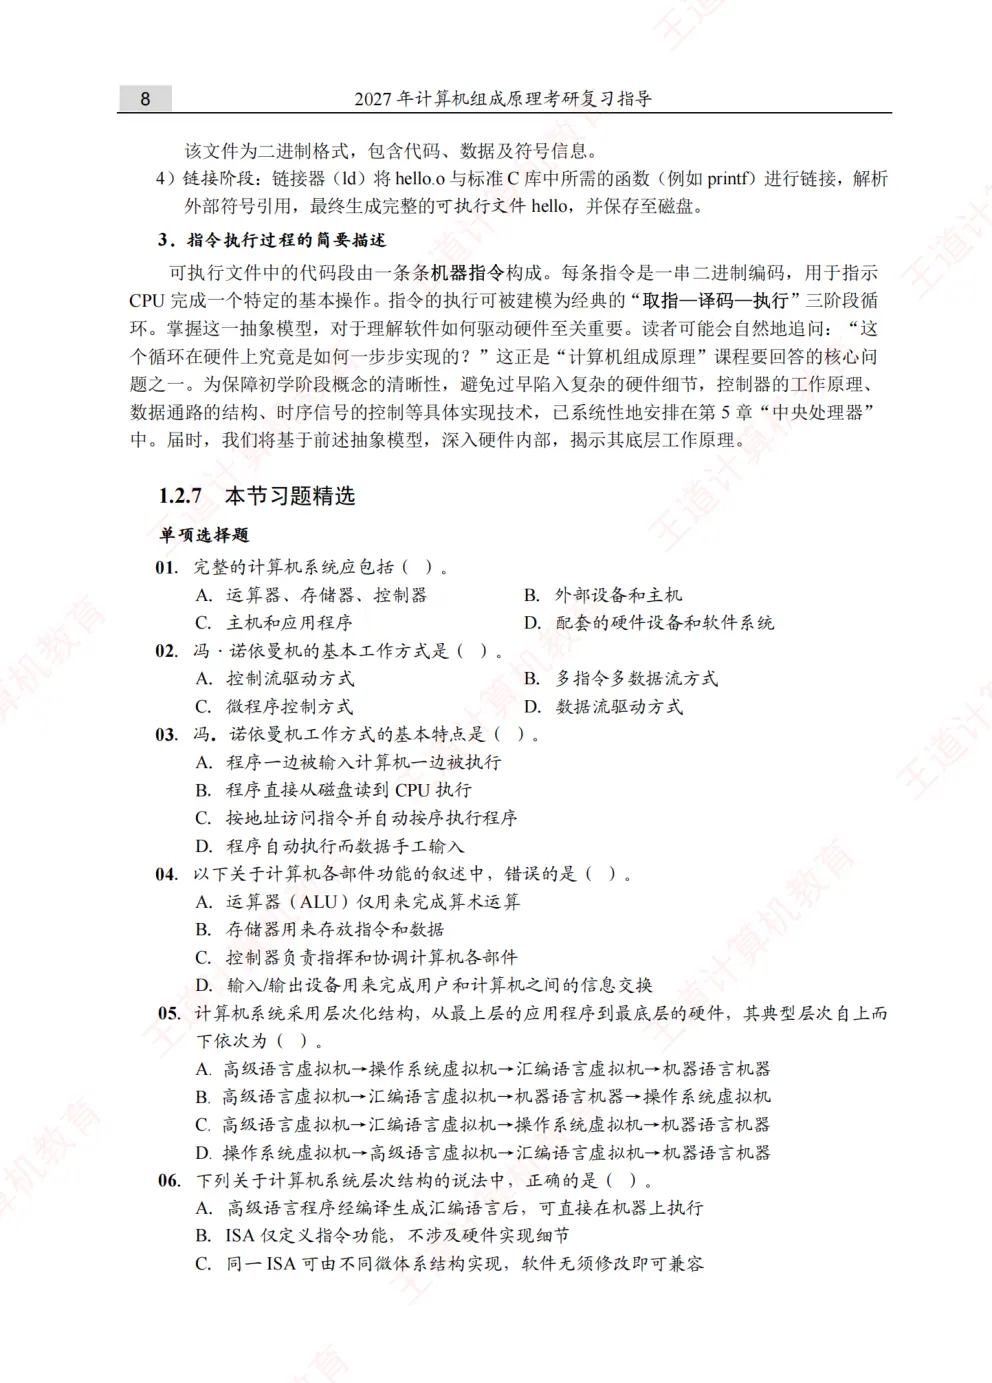 8
2027 年计算机组成原理考研复习指导
该文件为二进制格式，包含代码、数据及符号信息。
4）链接阶段：链接器（ld）将 hello.o 与标准 C 库中所需的函数（例如 printf）进行链接，解析
外部符号引用，最终生成完整的可执行文件 hello，并保存至磁盘。
3．指令执行过程的简要描述
可执行文件中的代码段由一条条机器指令构成。每条指令是一串二进制编码，用于指示
CPU 完成一个特定的基本操作。指令的执行可被建模为经典的“取指—译码—执行”三阶段循
环。掌握这一抽象模型，对于理解软件如何驱动硬件至关重要。读者可能会自然地追问：“这
个循环在硬件上究竟是如何一步步实现的？”这正是“计算机组成原理”课程要回答的核心问
题之一。为保障初学阶段概念的清晰性，避免过早陷入复杂的硬件细节，控制器的工作原理、
数据通路的结构、时序信号的控制等具体实现技术，已系统性地安排在第 5 章“中央处理器”
中。届时，我们将基于前述抽象模型，深入硬件内部，揭示其底层工作原理。
1.2.7 本节习题精选
单项选择题
01. 完整的计算机系统应包括（ ）。
A. 运算器、存储器、控制器 B. 外部设备和主机
C. 主机和应用程序 D. 配套的硬件设备和软件系统
02. 冯·诺依曼机的基本工作方式是（ ）。
A. 控制流驱动方式 B. 多指令多数据流方式
C. 微程序控制方式 D. 数据流驱动方式
03. 冯．诺依曼机工作方式的基本特点是（ ）。
A. 程序一边被输入计算机一边被执行
B. 程序直接从磁盘读到 CPU 执行
C. 按地址访问指令并自动按序执行程序
D. 程序自动执行而数据手工输入
04. 以下关于计算机各部件功能的叙述中，错误的是（ ）。
A. 运算器（ALU）仅用来完成算术运算
B. 存储器用来存放指令和数据
C. 控制器负责指挥和协调计算机各部件
D. 输入/输出设备用来完成用户和计算机之间的信息交换
05. 计算机系统采用层次化结构，从最上层的应用程序到最底层的硬件，其典型层次自上而
下依次为（ ）。
A. 高级语言虚拟机→操作系统虚拟机→汇编语言虚拟机→机器语言机器
B. 高级语言虚拟机→汇编语言虚拟机→机器语言机器→操作系统虚拟机
C. 高级语言虚拟机→汇编语言虚拟机→操作系统虚拟机→机器语言机器
D. 操作系统虚拟机→高级语言虚拟机→汇编语言虚拟机→机器语言机器
06. 下列关于计算机系统层次结构的说法中，正确的是（ ）。
A. 高级语言程序经编译生成汇编语言后，可直接在机器上执行
B. ISA 仅定义指令功能，不涉及硬件实现细节
C. 同一 ISA 可由不同微体系结构实现，软件无须修改即可兼容
王道计算机教育